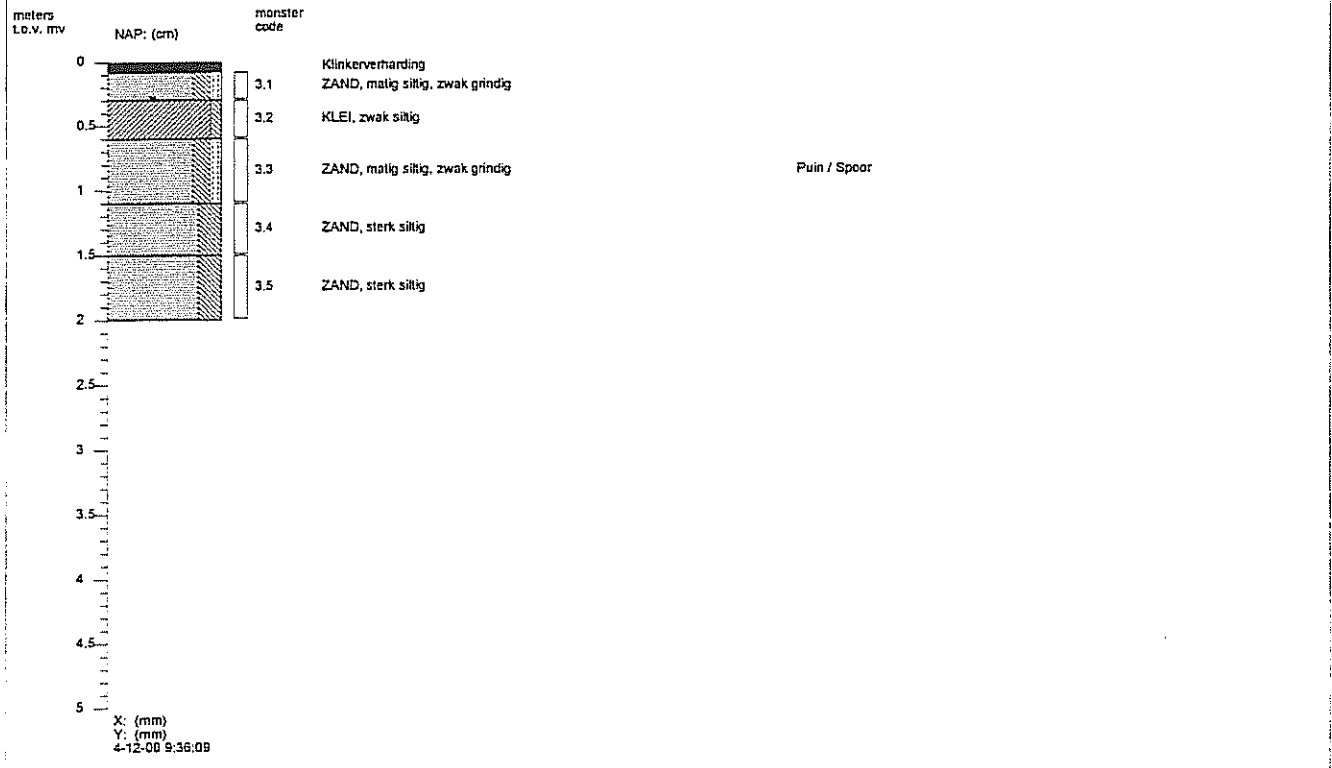 meters
t.o.v. mv
NAP: (cm)
monster
code
0
Klinkerverharding
3.1 ZAND, matig siltig, zwak grindig
3.2 KLEI, zwak siltig
0.5
3.3 ZAND, matig siltig, zwak grindig Puin / Spoor
1
3.4 ZAND, sterk siltig
1.5
3.5 ZAND, sterk siltig
2
2.5
3
3.5
4
4.5
5
X: (mm)
Y: (mm)
4-12-00 9:36:09